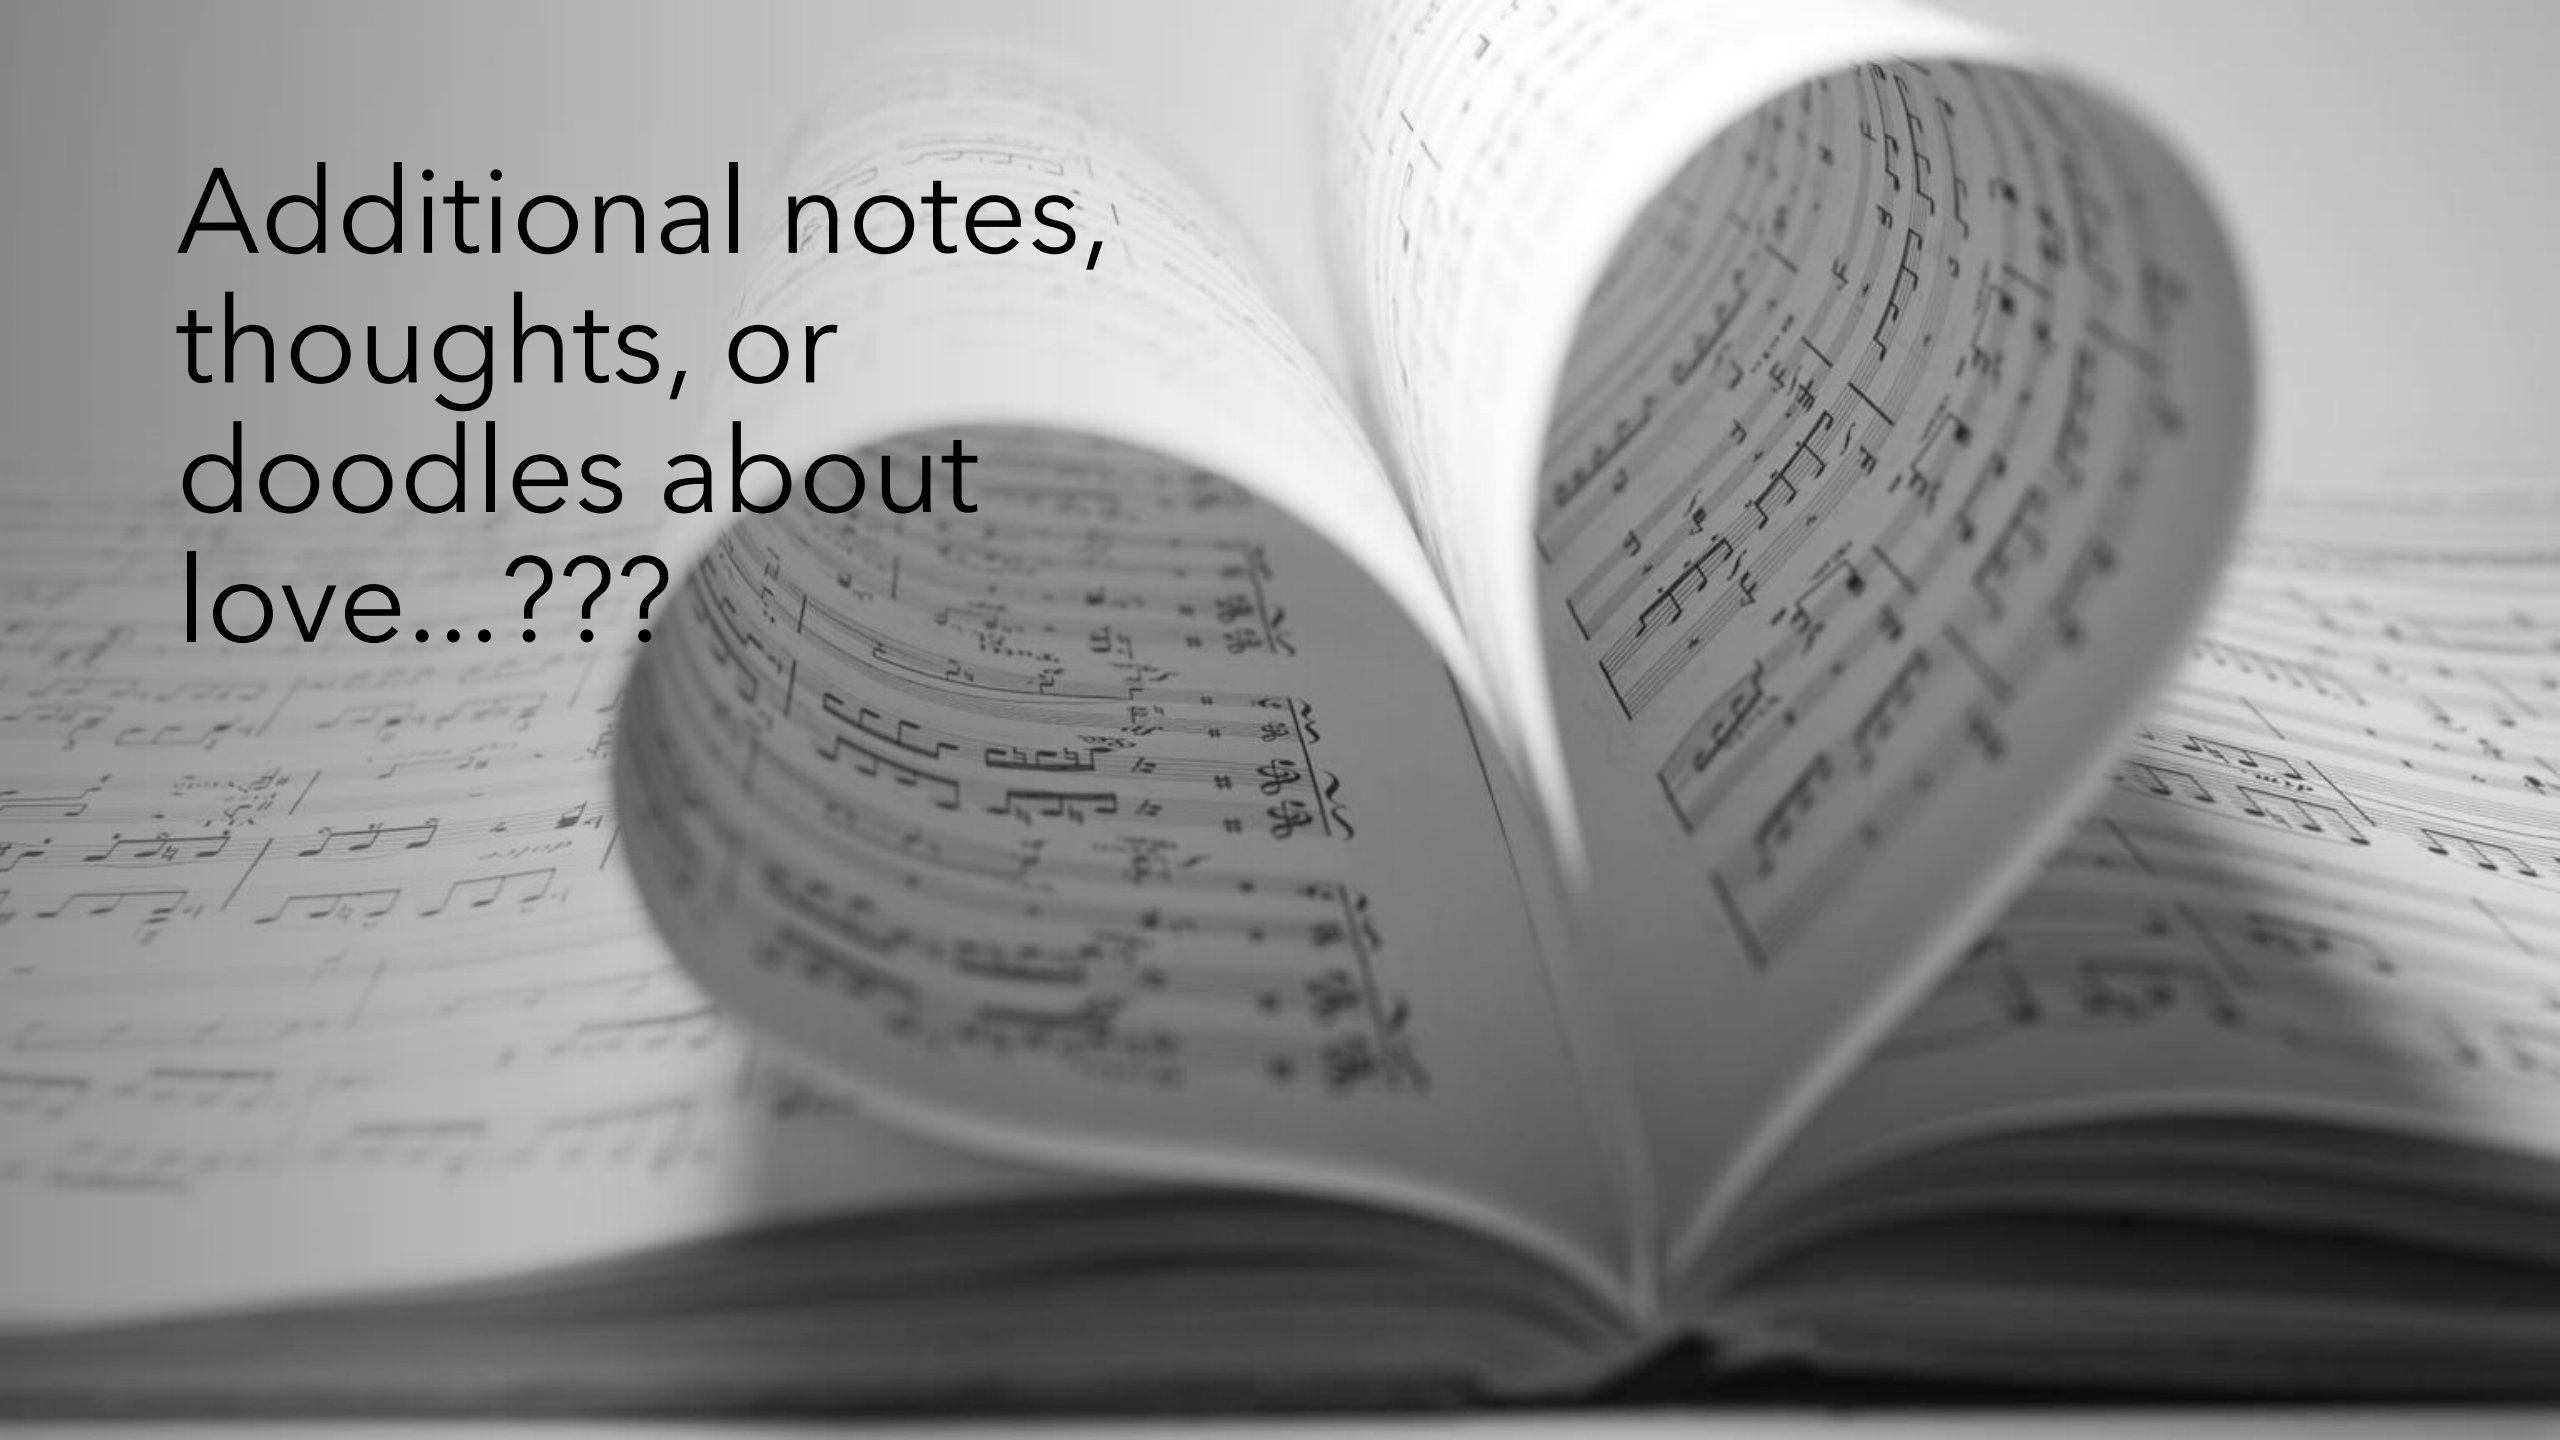 Additional notes,
thoughts, or
doodles about
love...???